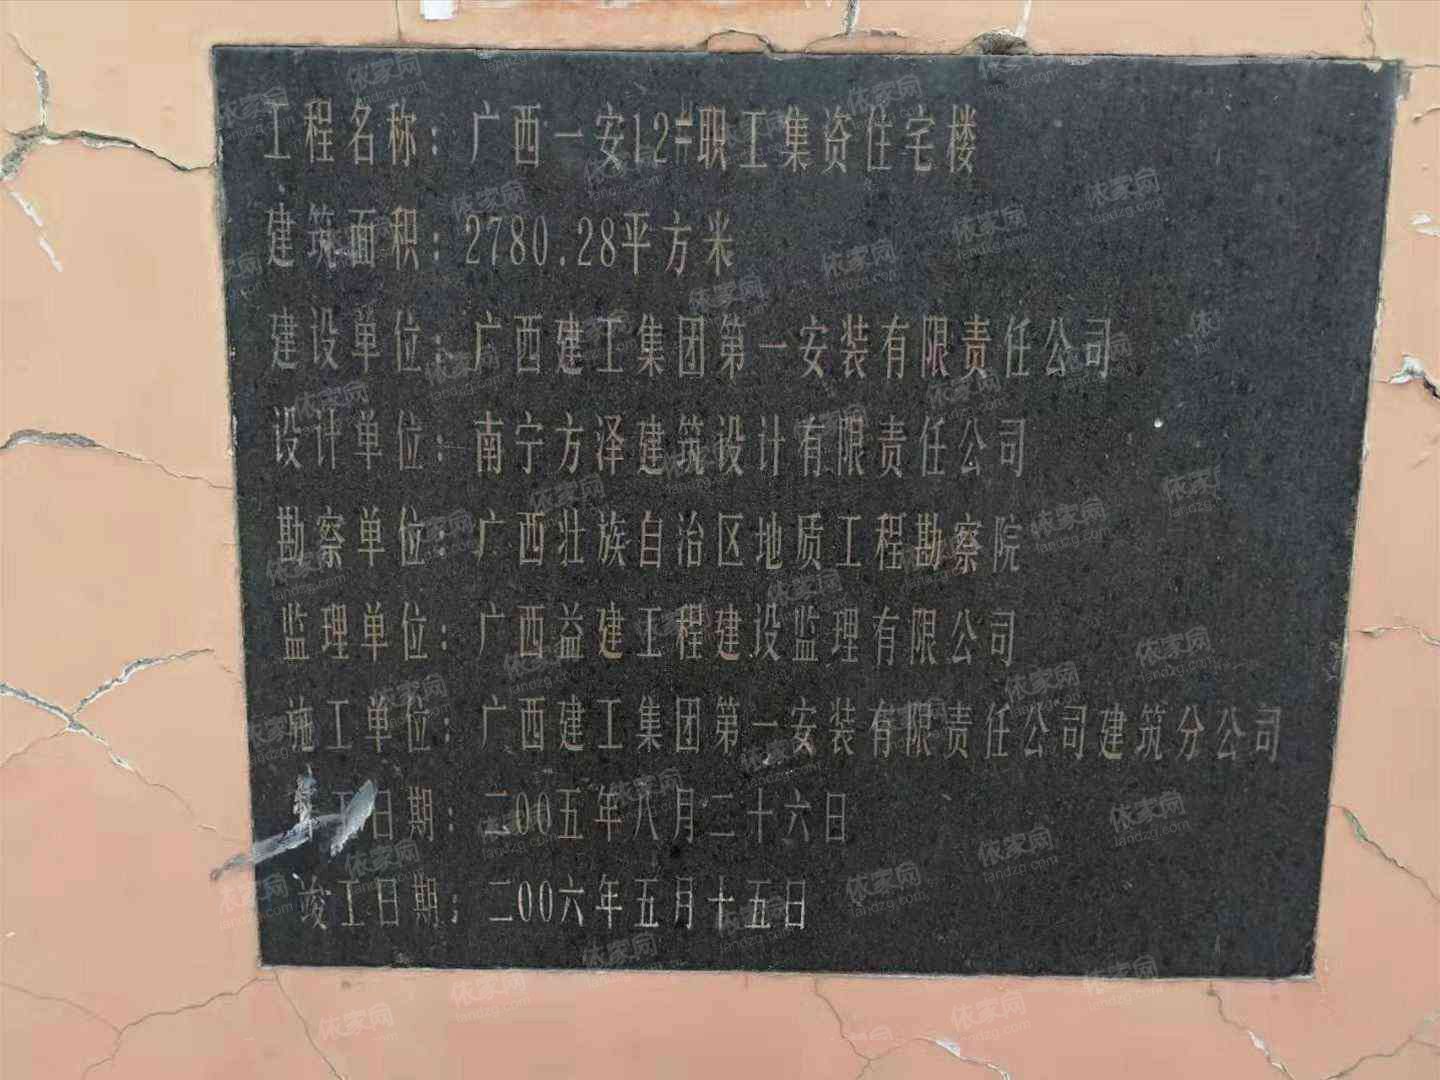 工程名称：广西一安12#职工集资住宅楼
建筑面积：2780.28平方米
建设单位：广西建工集团第一安装有限责任公司
设计单位：南宁方泽建筑设计有限责任公司
勘察单位：广西壮族自治区地质工程勘察院
监理单位：广西益建工程建设监理有限公司
施工单位：广西建工集团第一安装有限责任公司建筑分公司
工日期：二00五年八月二十六日
竣工日期：二00六年五月十五日
依家网
landzg.com